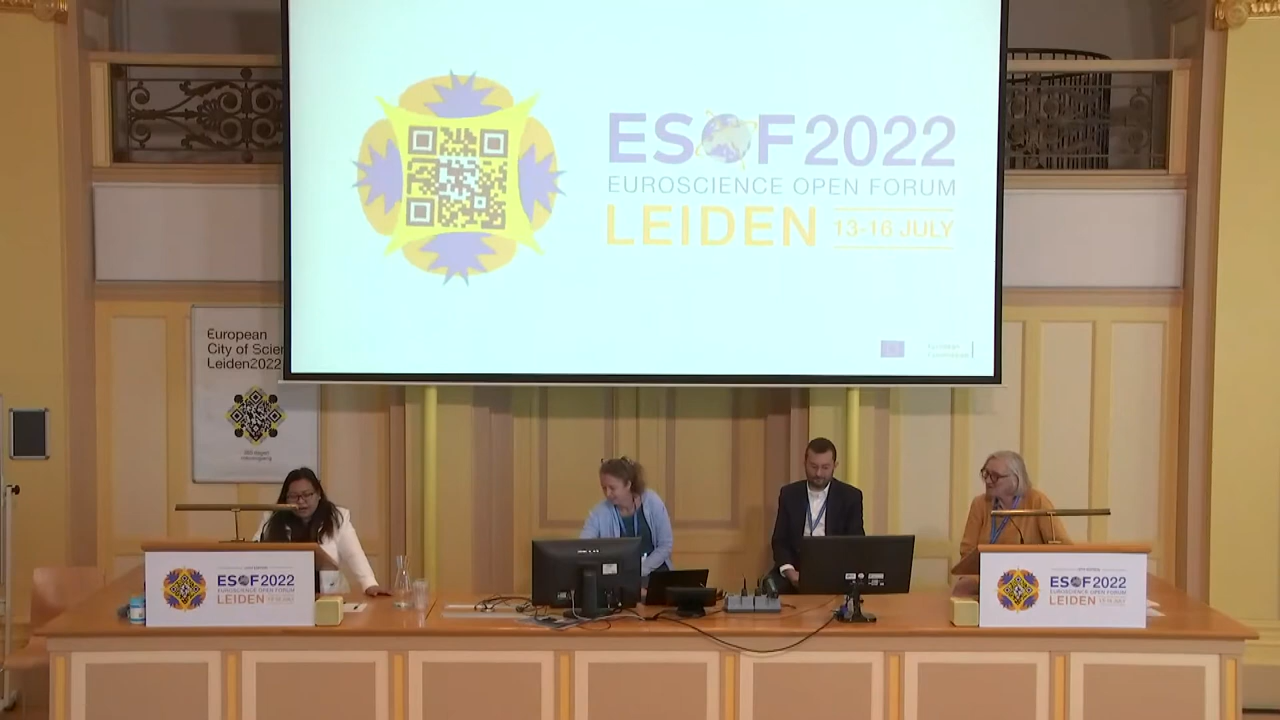 ESOF2022
EUROSCIENCE OPEN FORUM
LEIDEN 13-16 JULY
European
City of Scien
Leiden2022
ESOF2022
EUROSCIENCE OPEN FORUM
LEIDEN
ESOF2022
EUROSCIENCE OPEN FORUM
LEIDEN